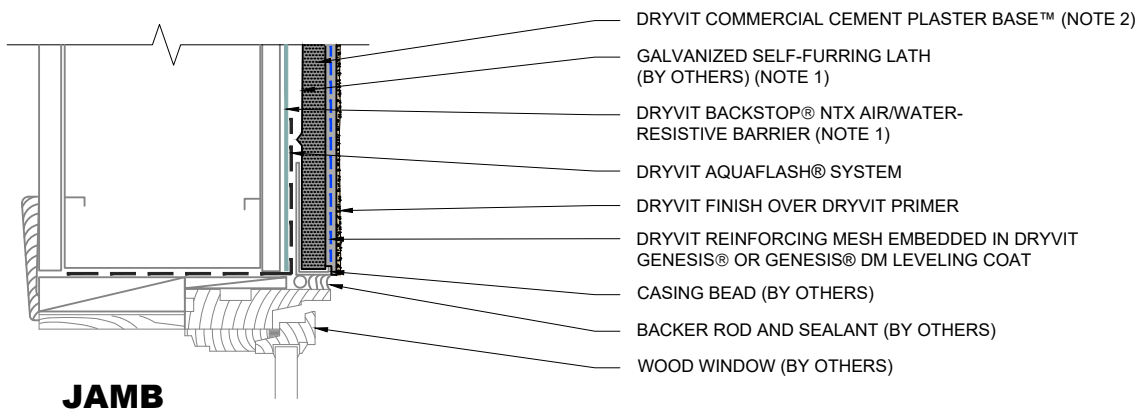 DRYVIT COMMERCIAL CEMENT PLASTER BASE™ (NOTE 2)
GALVANIZED SELF-FURRING LATH
(BY OTHERS) (NOTE 1)
DRYVIT BACKSTOP® NTX AIR/WATER-
RESISTIVE BARRIER (NOTE 1)
DRYVIT AQUAFLASH® SYSTEM
DRYVIT FINISH OVER DRYVIT PRIMER
DRYVIT REINFORCING MESH EMBEDDED IN DRYVIT
GENESIS® OR GENESIS® DM LEVELING COAT
CASING BEAD (BY OTHERS)
BACKER ROD AND SEALANT (BY OTHERS)
WOOD WINDOW (BY OTHERS)
JAMB